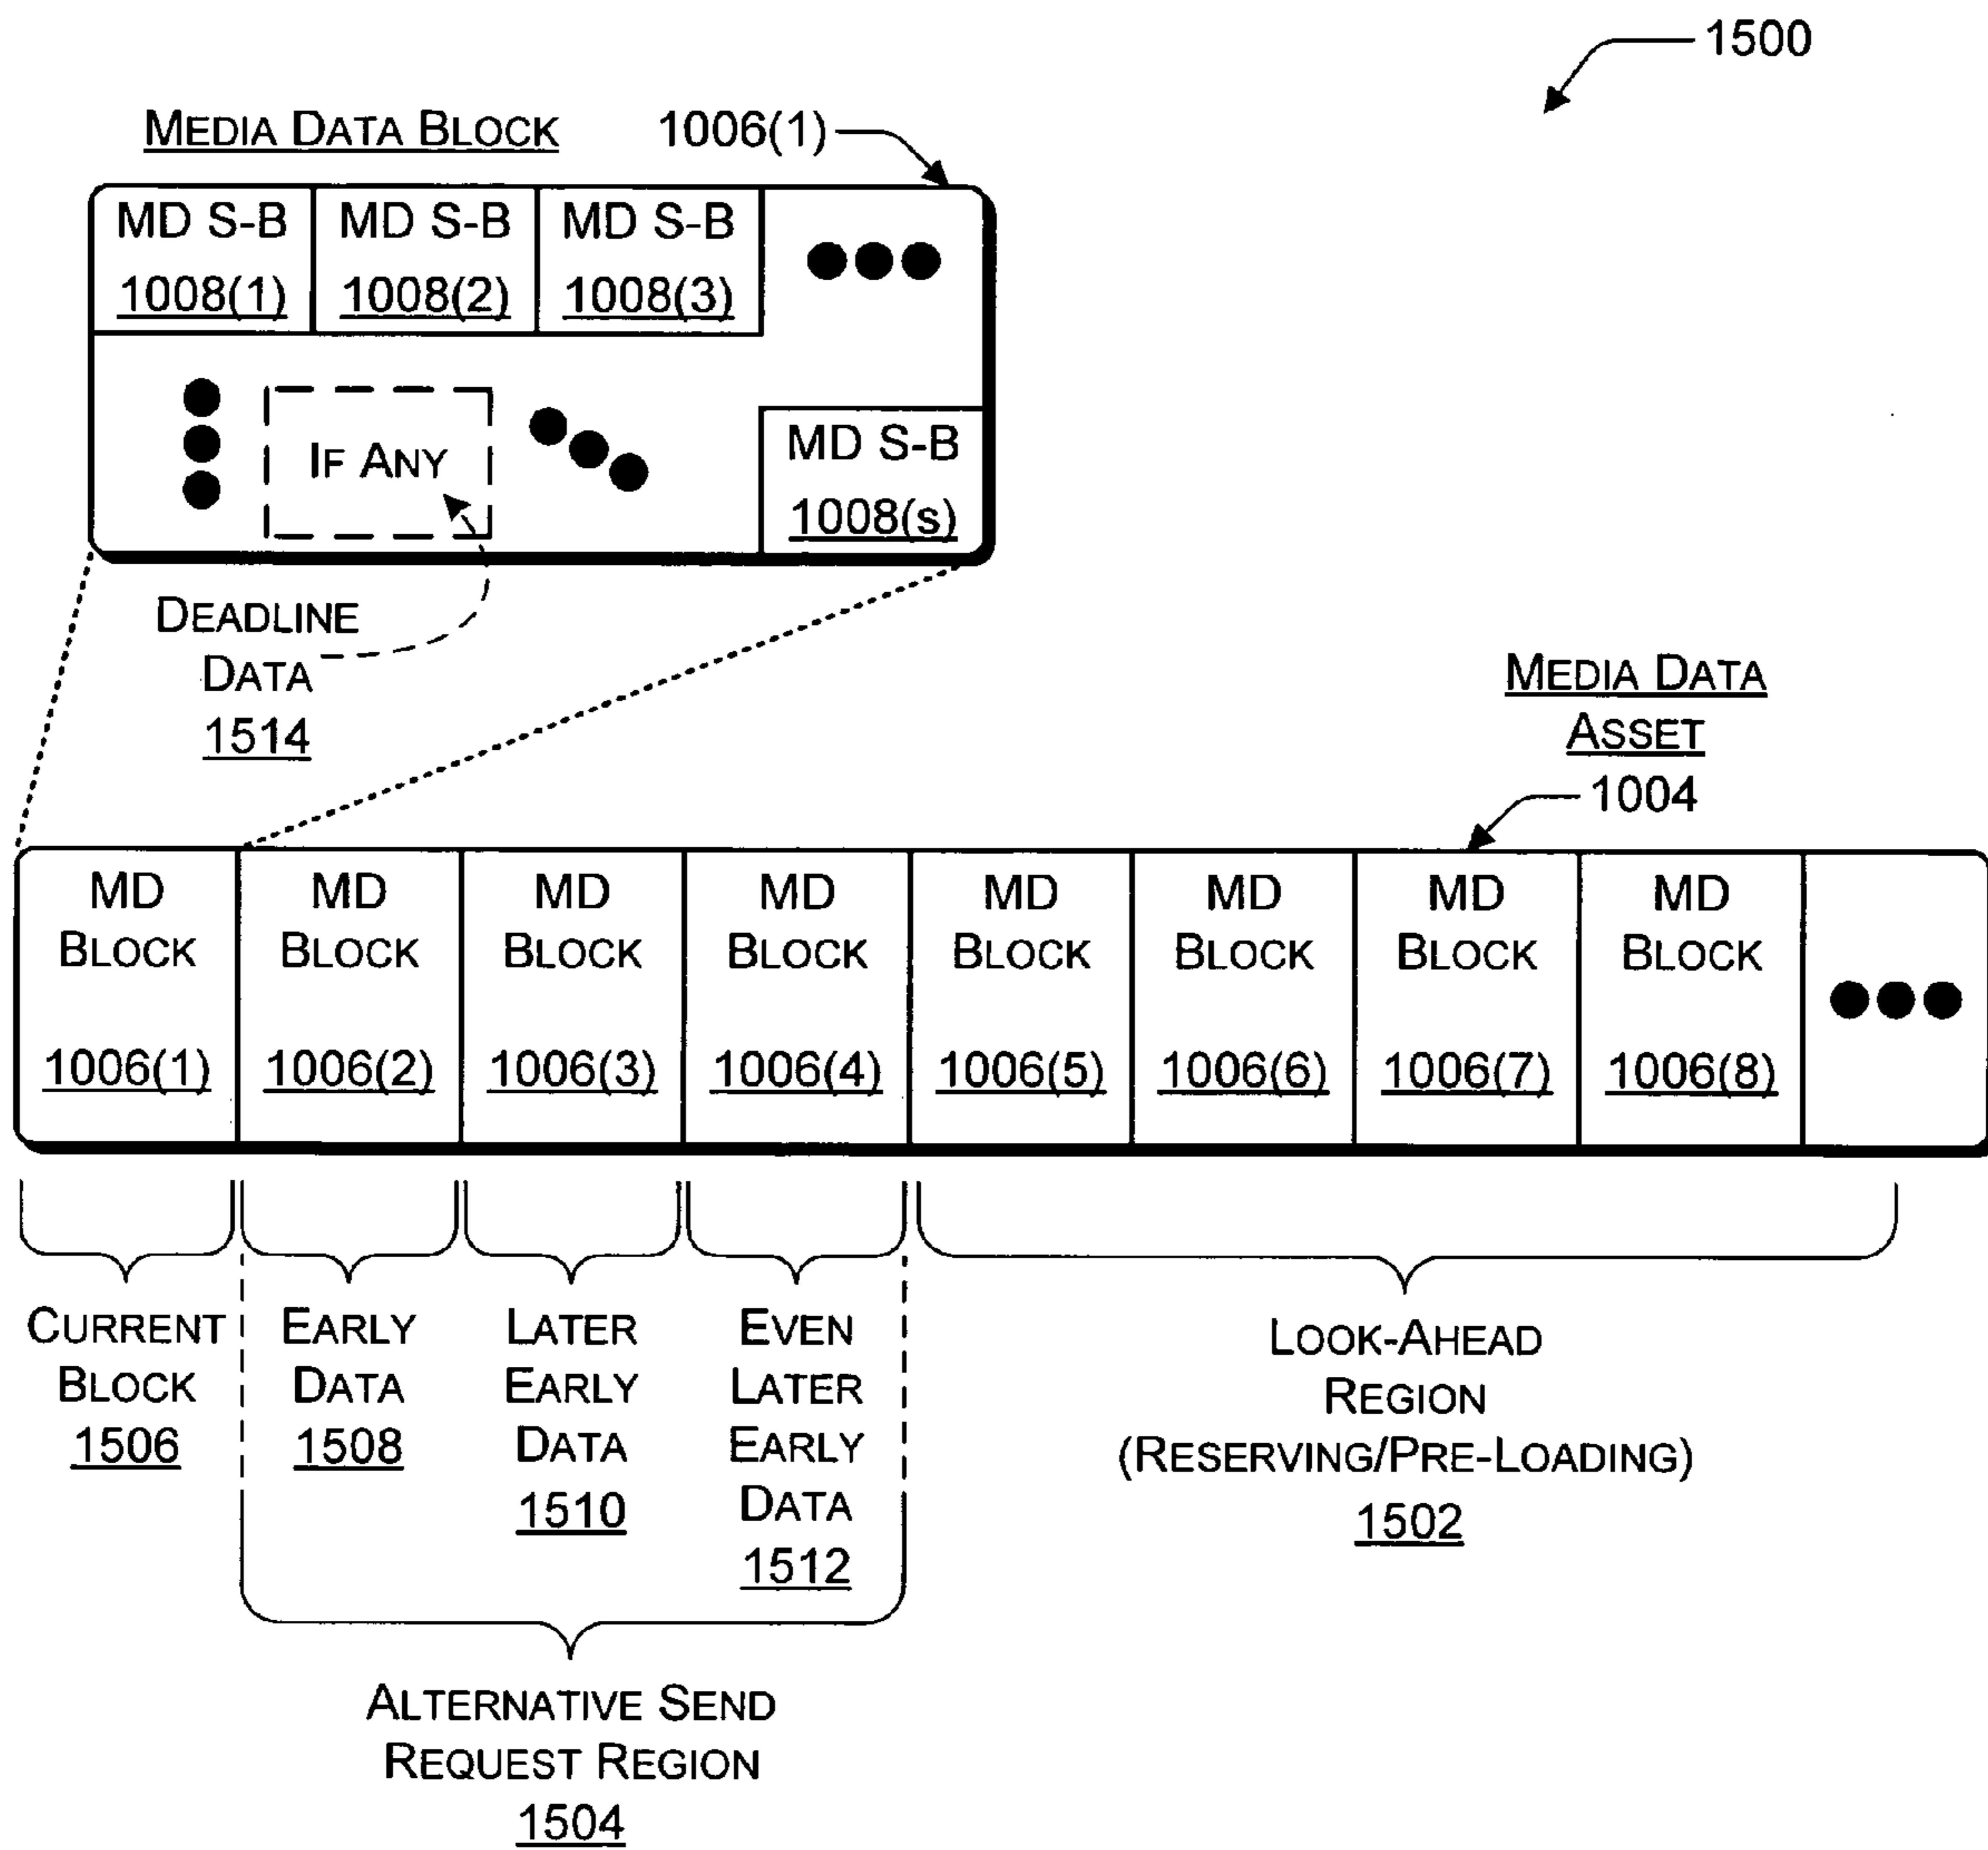 1500
MEDIA DATA BLOCK
1006(1)
MD S-B
1008(1)
MD S-B
1008(2)
MD S-B
1008(3)
IF ANY
MD S-B
1008(s)
DEADLINE
DATA
1514
MEDIA DATA
ASSET
1004
MD
BLOCK
1006(1)
MD
BLOCK
1006(2)
MD
BLOCK
1006(3)
MD
BLOCK
1006(4)
MD
BLOCK
1006(5)
MD
BLOCK
1006(6)
MD
BLOCK
1006(7)
MD
BLOCK
1006(8)
CURRENT
BLOCK
1506
EARLY
DATA
1508
LATER
EARLY
DATA
1510
EVEN
LATER
EARLY
DATA
1512
LOOK-AHEAD
REGION
(RESERVING/PRE-LOADING)
1502
ALTERNATIVE SEND
REQUEST REGION
1504